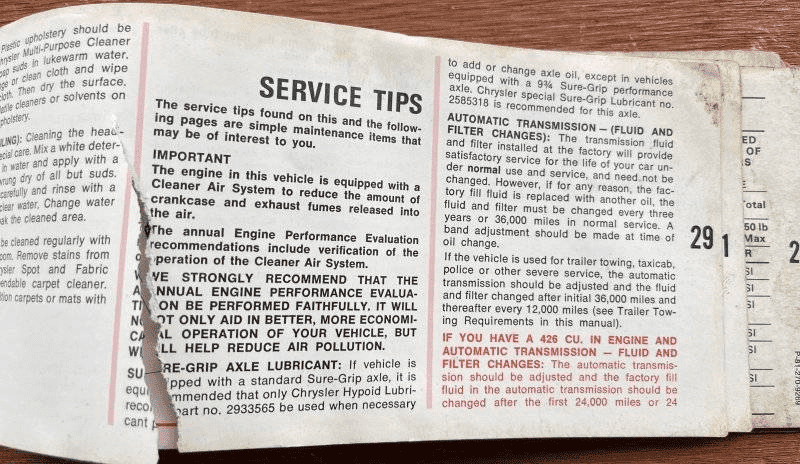 Plastic upholstery should be
Chrysler Multi-Purpose Cleaner
suds in lukewarm water.
or clean cloth and wipe
Then dry the surface.
cleaners or solvents on
Cleaning the head-
special care. Mix a white deter-
in water and apply with a
wrung dry of all but suds.
carefully and rinse with a
clear water. Change water
the cleaned area.
be cleaned regularly with
Remove stains from
Spot and Fabric
carpet cleaner.
carpets or mats with
SERVICE TIPS
The service tips found on this and the follow-
ing pages are simple maintenance items that
may be of interest to you.
IMPORTANT
The engine in this vehicle is equipped with a
Cleaner Air System to reduce the amount of
crankcase and exhaust fumes released into
the air.
The annual Engine Performance Evaluation
recommendations include verification of the
operation of the Cleaner Air System.
WE STRONGLY RECOMMEND THAT THE
ANNUAL ENGINE PERFORMANCE EVALUA-
TION BE PERFORMED FAITHFULLY. IT WILL
NOT ONLY AID IN BETTER, MORE ECONOMI-
CAL OPERATION OF YOUR VEHICLE, BUT
WILL HELP REDUCE AIR POLLUTION.
SURE-GRIP AXLE LUBRICANT: If vehicle is
equipped with a standard Sure-Grip axle, it is
recommended that only Chrysler Hypoid Lubri-
cant part no. 2933565 be used when necessary
to add or change axle oil, except in vehicles
equipped with a 9¾ Sure-Grip performance
axle. Chrysler special Sure-Grip Lubricant no.
2585318 is recommended for this axle.
AUTOMATIC TRANSMISSION – (FLUID AND
FILTER CHANGES): The transmission fluid
and filter installed at the factory will provide
satisfactory service for the life of your car un-
der normal use and service, and need not be
changed. However, if for any reason, the fac-
tory fill fluid is replaced with another oil, the
fluid and filter must be changed every three
years or 36,000 miles in normal service. A
band adjustment should be made at time of
oil change.
If the vehicle is used for trailer towing, taxicab,
police or other severe service, the automatic
transmission should be adjusted and the fluid
and filter changed after initial 36,000 miles and
thereafter every 12,000 miles (see Trailer Tow-
ing Requirements in this manual).
IF YOU HAVE A 426 CU. IN ENGINE AND
AUTOMATIC TRANSMISSION – FLUID AND
FILTER CHANGES: The automatic transmis-
sion should be adjusted and the factory fill
fluid in the automatic transmission should be
changed after the first 24,000 miles or 24
29
1
ED
OF
RS
E
Total
50 lb
Max
R
SI
SI
SI
SI
SI
2
P-81-270-9269